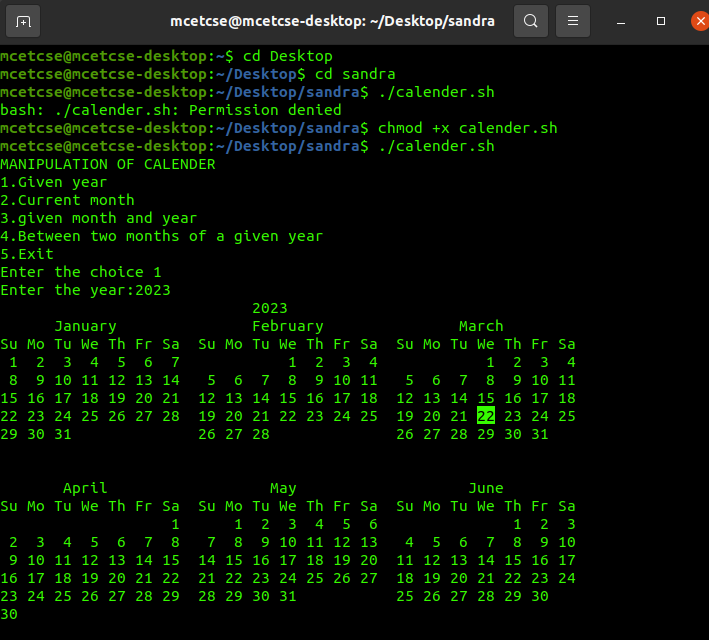 mcetcse@mcetcse-desktop: ~/Desktop/sandra
mcetcse@mcetcse-desktop:~$ cd Desktop
mcetcse@mcetcse-desktop:~/Desktop$ cd sandra
mcetcse@mcetcse-desktop:~/Desktop/sandra$ ./calender.sh
bash: ./calender.sh: Permission denied
mcetcse@mcetcse-desktop:~/Desktop/sandra$ chmod +x calender.sh
mcetcse@mcetcse-desktop:~/Desktop/sandra$ ./calender.sh
MANIPULATION OF CALENDER
1.Given year
2.Current month
3.given month and year
4.Between two months of a given year
5.Exit
Enter the choice 1
Enter the year:2023
                            2023
      January               February               March
Su Mo Tu We Th Fr Sa  Su Mo Tu We Th Fr Sa  Su Mo Tu We Th Fr Sa
 1  2  3  4  5  6  7            1  2  3  4            1  2  3  4
 8  9 10 11 12 13 14   5  6  7  8  9 10 11   5  6  7  8  9 10 11
15 16 17 18 19 20 21  12 13 14 15 16 17 18  12 13 14 15 16 17 18
22 23 24 25 26 27 28  19 20 21 22 23 24 25  19 20 21 22 23 24 25
29 30 31              26 27 28              26 27 28 29 30 31
       April                  May                   June
Su Mo Tu We Th Fr Sa  Su Mo Tu We Th Fr Sa  Su Mo Tu We Th Fr Sa
                   1      1  2  3  4  5  6               1  2  3
 2  3  4  5  6  7  8   7  8  9 10 11 12 13   4  5  6  7  8  9 10
 9 10 11 12 13 14 15  14 15 16 17 18 19 20  11 12 13 14 15 16 17
16 17 18 19 20 21 22  21 22 23 24 25 26 27  18 19 20 21 22 23 24
23 24 25 26 27 28 29  28 29 30 31           25 26 27 28 29 30
30